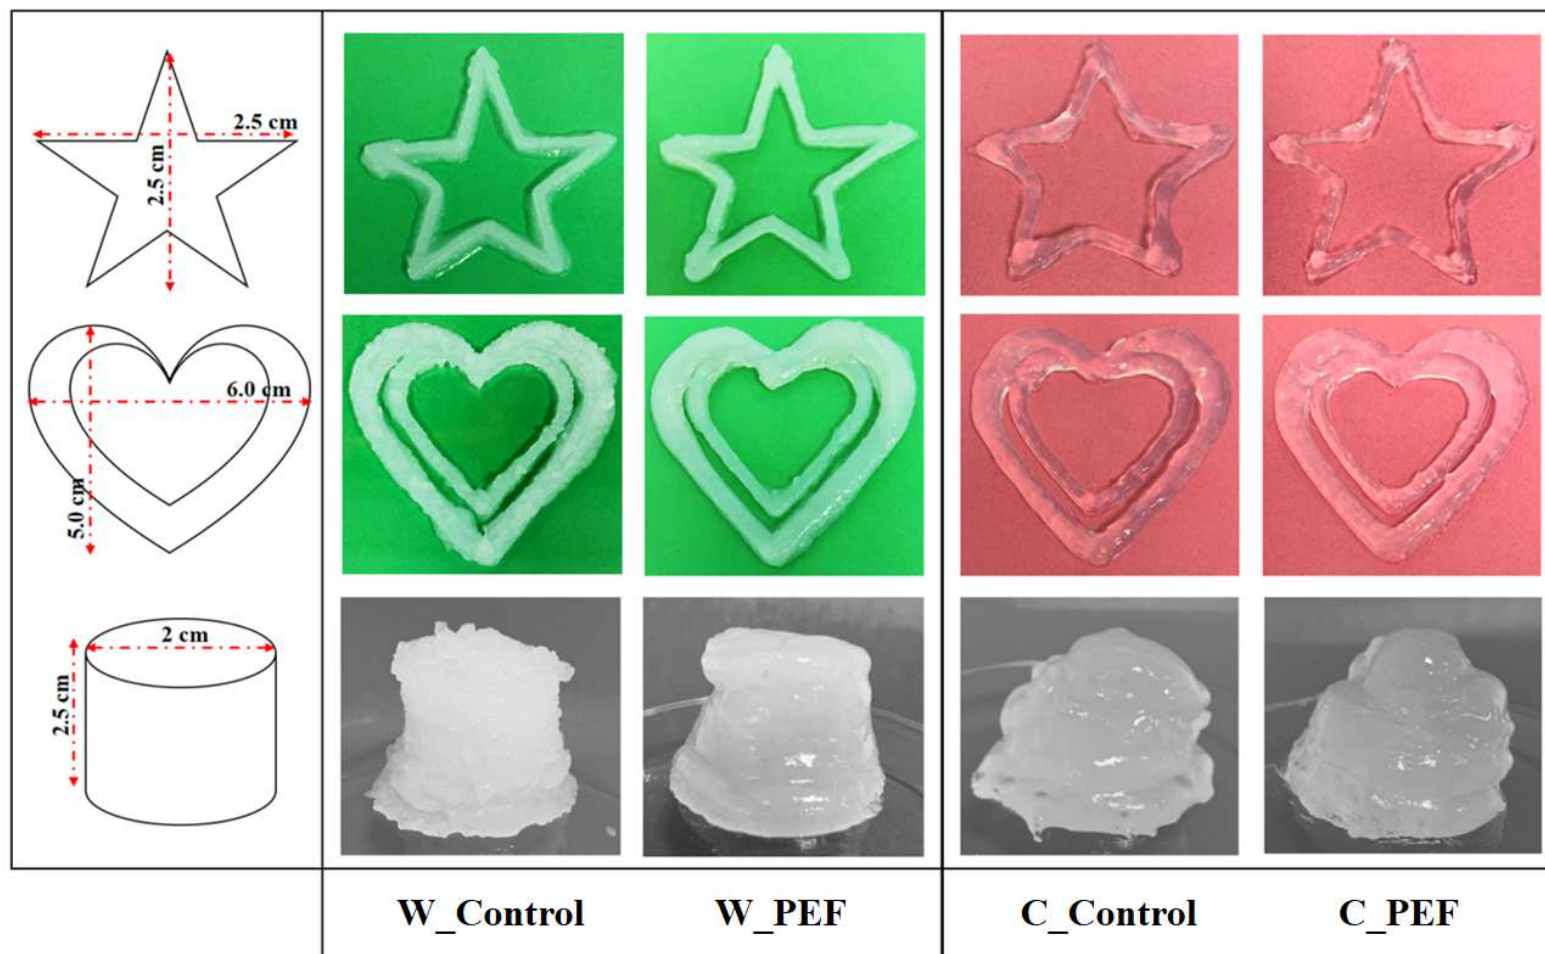 2.5 cm
2.5 cm
6.0 cm
5.0 cm
2 cm
2.5 cm
W_Control
W_PEF
C_Control
C_PEF